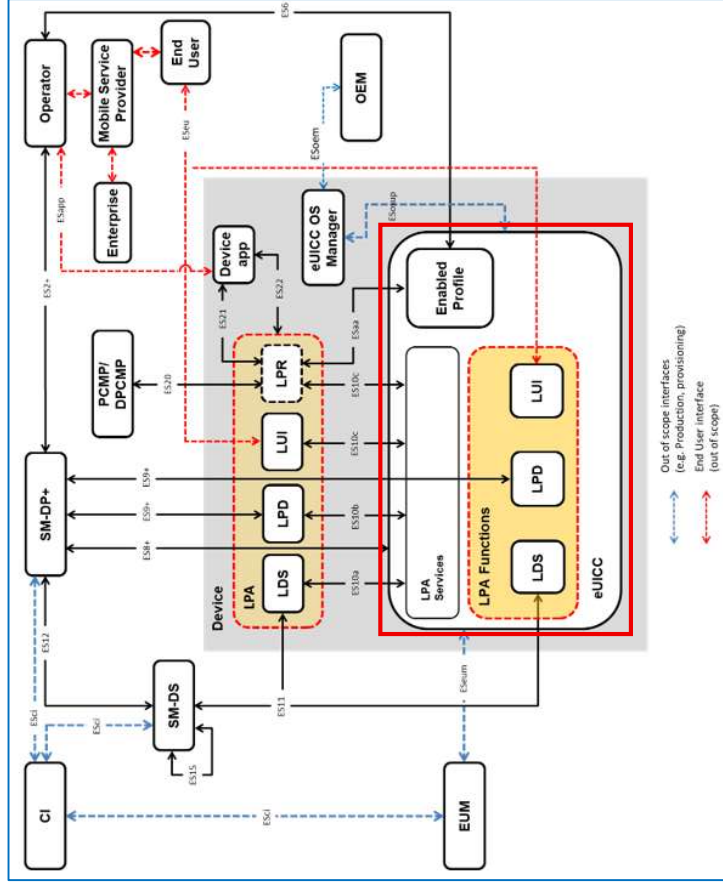 EUM
ESci
CI
ESci
ESci
ES15
SM-DS
ES12
ESeum
ES11
SM-DP+
ES8+
ES9+
ES9+
ES2+
Device
LPA
LDS
LPD
LUI
LPR
ES20
PCMP/
DPCMP
ES21
ES22
Device
app
ESapp
Operator
Enterprise
Mobile Service
Provider
End
User
ESeu
ES10a
ES10b
ES10c
ES10c
ESaa
eUICC OS
Manager
ESoem
OEM
ES6
LPA
Services
Enabled
Profile
LPA Functions
LDS
LPD
LUI
eUICC
Out of scope interfaces
(e.g. Production, provisioning)
End User interface
(out of scope)